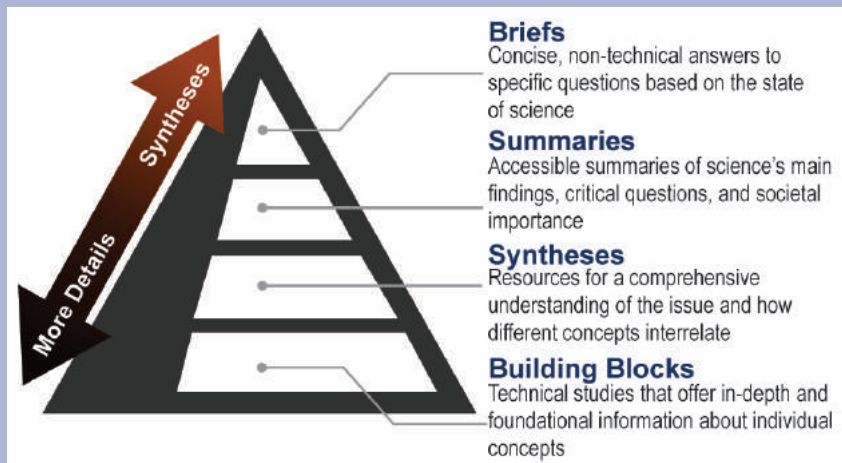 Syntheses
More Details
Briefs
Concise, non-technical answers to
specific questions based on the state
of science
Summaries
Accessible summaries of science's main
findings, critical questions, and societal
importance
Syntheses
Resources for a comprehensive
understanding of the issue and how
different concepts interrelate
Building Blocks
Technical studies that offer in-depth and
foundational information about individual
concepts